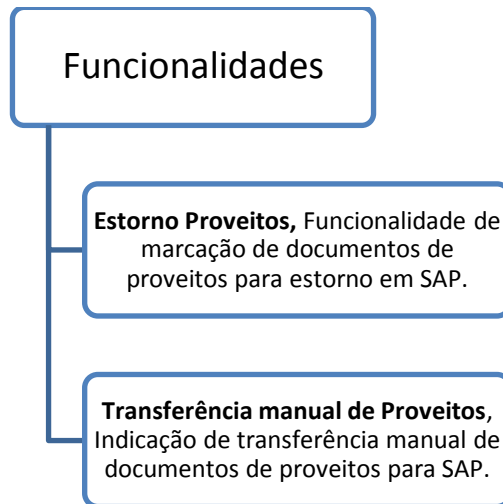 Funcionalidades
Estorno Proveitos, Funcionalidade de
marcação de documentos de
proveitos para estorno em SAP.
Transferência manual de Proveitos,
Indicação de transferência manual de
documentos de proveitos para SAP.